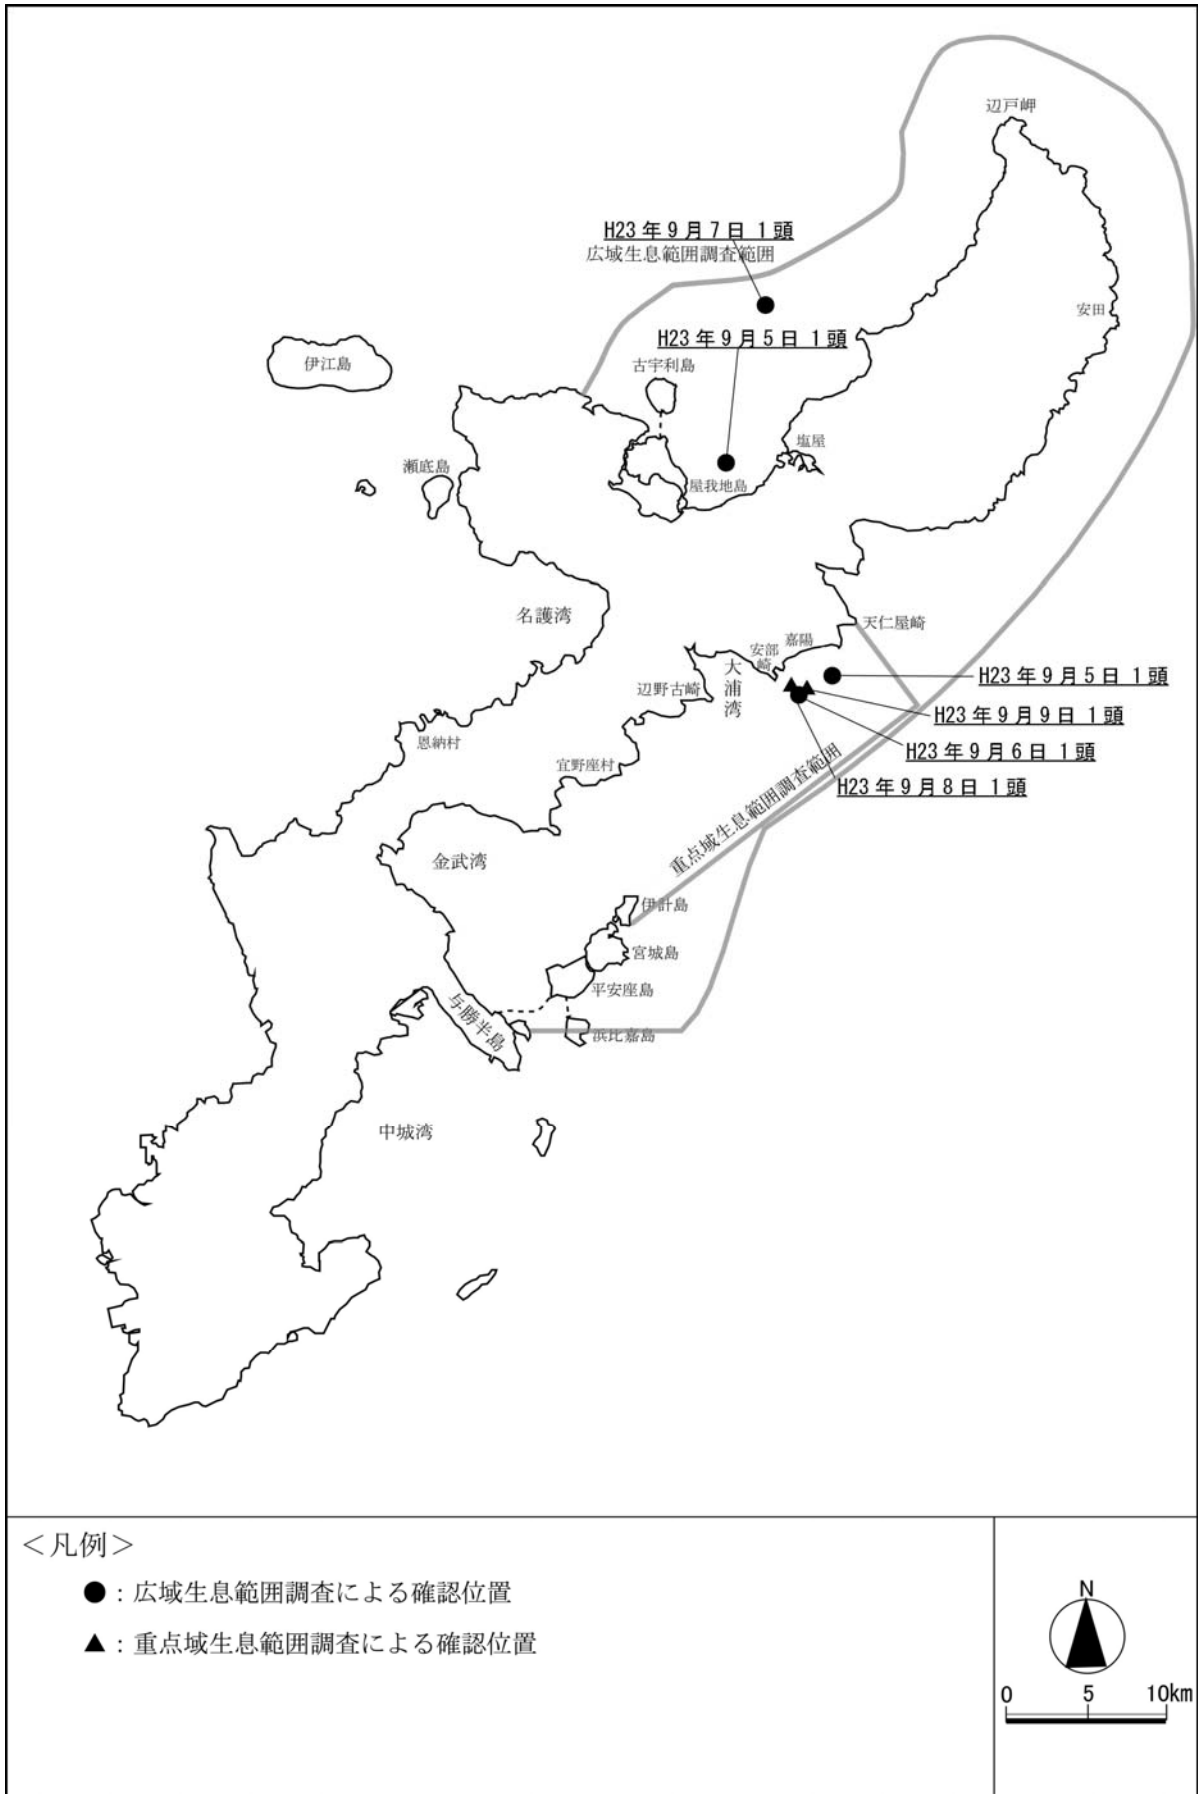 辺戸岬
H23年9月7日 1頭
広域生息範囲調査範囲
安田
H23年9月5日 1頭
伊江島
古宇利島
塩屋
瀬底島
屋我地島
名護湾
天仁屋崎
嘉陽
安部崎
大浦湾
辺野古崎
H23年9月5日 1頭
H23年9月9日 1頭
恩納村
H23年9月6日 1頭
宜野座村
H23年9月8日 1頭
重点域生息範囲調査範囲
金武湾
伊計島
宮城島
平安座島
与勝半島
浜比嘉島
中城湾
＜凡例＞
●：広域生息範囲調査による確認位置
▲：重点域生息範囲調査による確認位置
N
0 5 10km